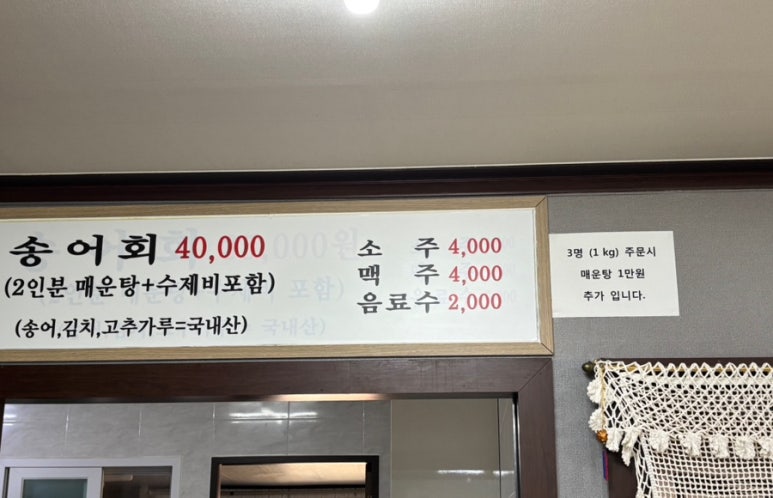 송어회 40,000
(2인분 매운탕+수제비포함)
(송어,김치,고추가루=국내산)
소 주 4,000
맥 주 4,000
음료수 2,000
3명 (1 kg) 주문시
매운탕 1만원
추가 입니다.